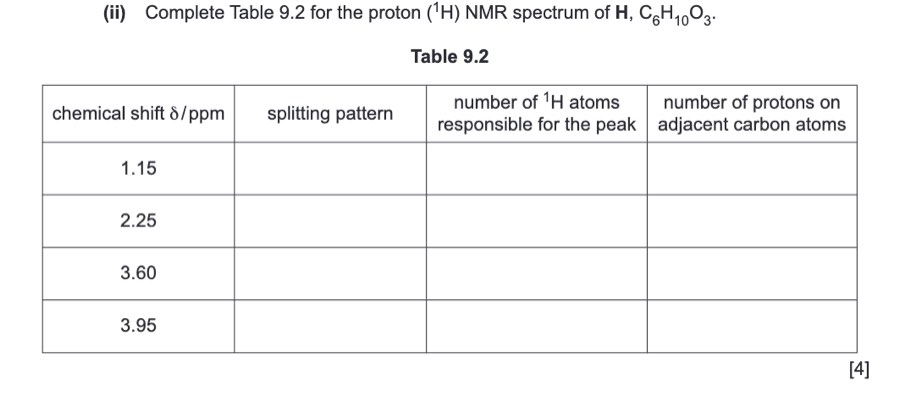 (ii) Complete Table 9.2 for the proton (¹H) NMR spectrum of H, C₆H₁₀O₃.
Table 9.2
chemical shift δ/ppm
splitting pattern
number of ¹H atoms
responsible for the peak
number of protons on
adjacent carbon atoms
1.15
2.25
3.60
3.95
[4]